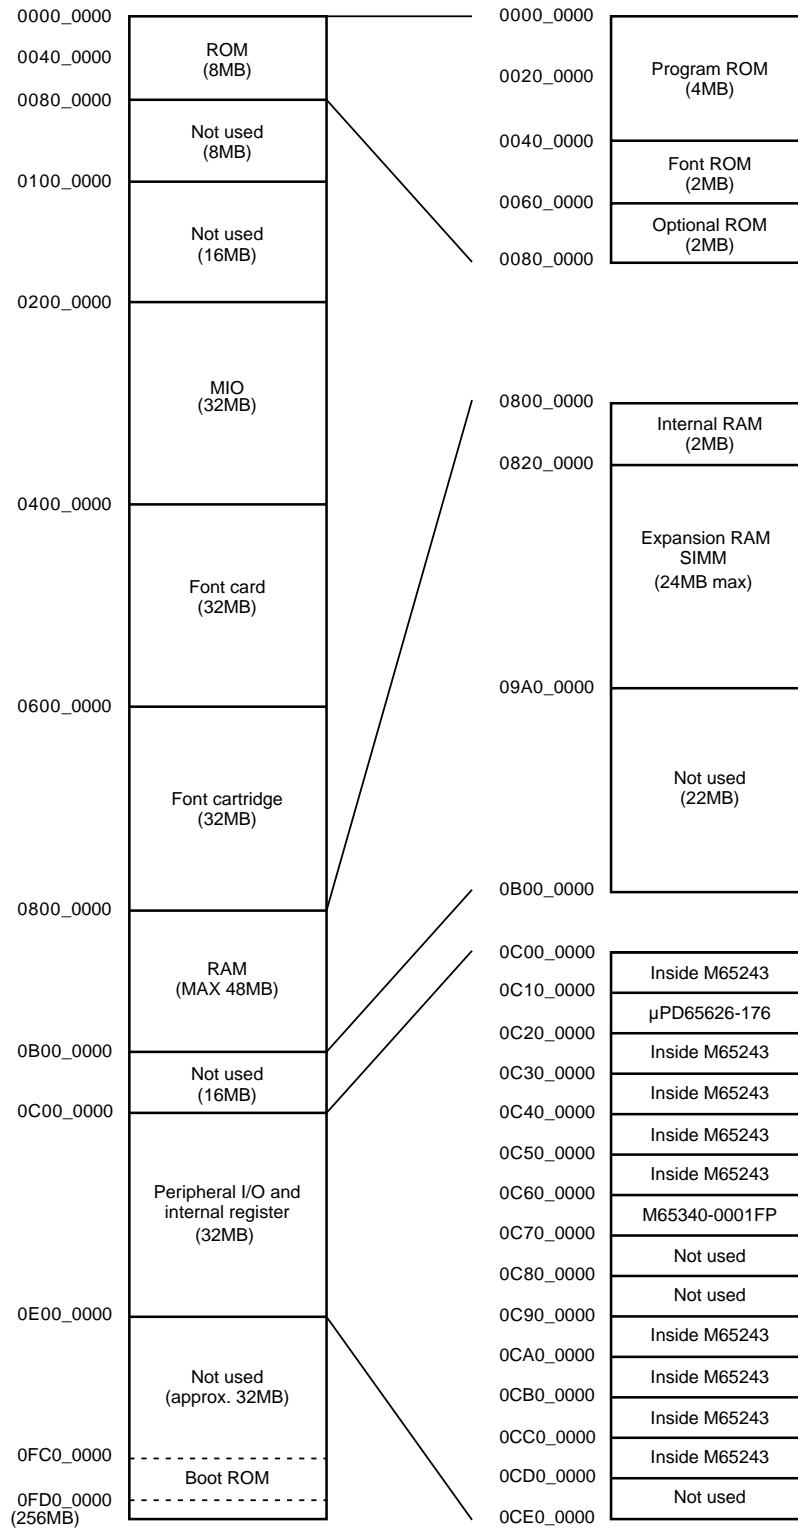 0000_0000
ROM
(8MB)
0040_0000
0080_0000
Not used
(8MB)
0100_0000
Not used
(16MB)
0200_0000
MIO
(32MB)
0400_0000
Font card
(32MB)
0600_0000
Font cartridge
(32MB)
0800_0000
RAM
(MAX 48MB)
0B00_0000
Not used
(16MB)
0C00_0000
Peripheral I/O and
internal register
(32MB)
0E00_0000
Not used
(approx. 32MB)
0FC0_0000
Boot ROM
0FD0_0000
(256MB)
0000_0000
Program ROM
(4MB)
0020_0000
0040_0000
Font ROM
(2MB)
0060_0000
Optional ROM
(2MB)
0080_0000
0800_0000
Internal RAM
(2MB)
0820_0000
Expansion RAM
SIMM
(24MB max)
09A0_0000
Not used
(22MB)
0B00_0000
0C00_0000
Inside M65243
0C10_0000
µPD65626-176
0C20_0000
Inside M65243
0C30_0000
Inside M65243
0C40_0000
Inside M65243
0C50_0000
Inside M65243
0C60_0000
M65340-0001FP
0C70_0000
Not used
0C80_0000
Not used
0C90_0000
Inside M65243
0CA0_0000
Inside M65243
0CB0_0000
Inside M65243
0CC0_0000
Inside M65243
0CD0_0000
Not used
0CE0_0000